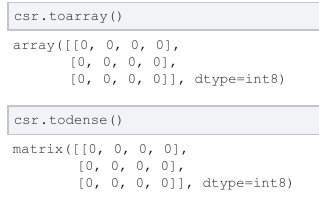 csr.toarray()
array([[0, 0, 0, 0],
       [0, 0, 0, 0],
       [0, 0, 0, 0]], dtype=int8)
csr.todense()
matrix([[0, 0, 0, 0],
        [0, 0, 0, 0],
        [0, 0, 0, 0]], dtype=int8)